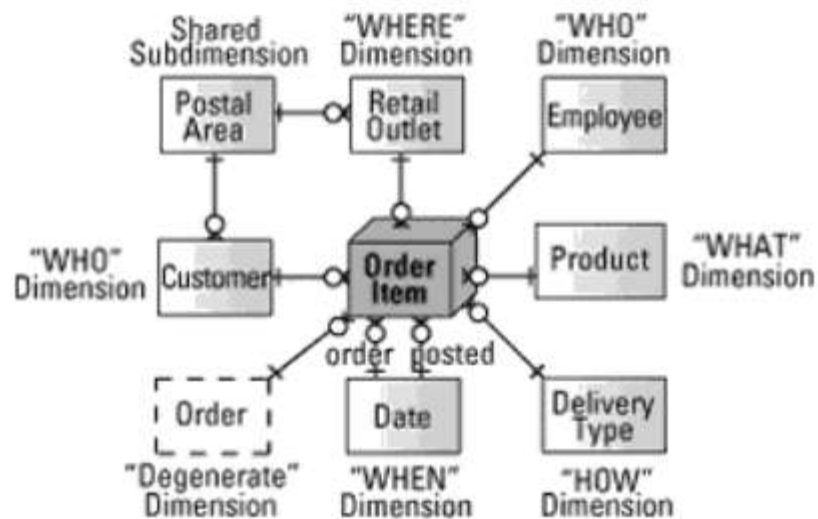 Shared
Subdimension
"WHERE"
Dimension
"WHO"
Dimension
Postal
Area
Retail
Outlet
Employee
"WHO"
Dimension
Customer
Order
Item
Product
"WHAT"
Dimension
order posted
Order
Date
Delivery
Type
"Degenerate"
Dimension
"WHEN"
Dimension
"HOW"
Dimension